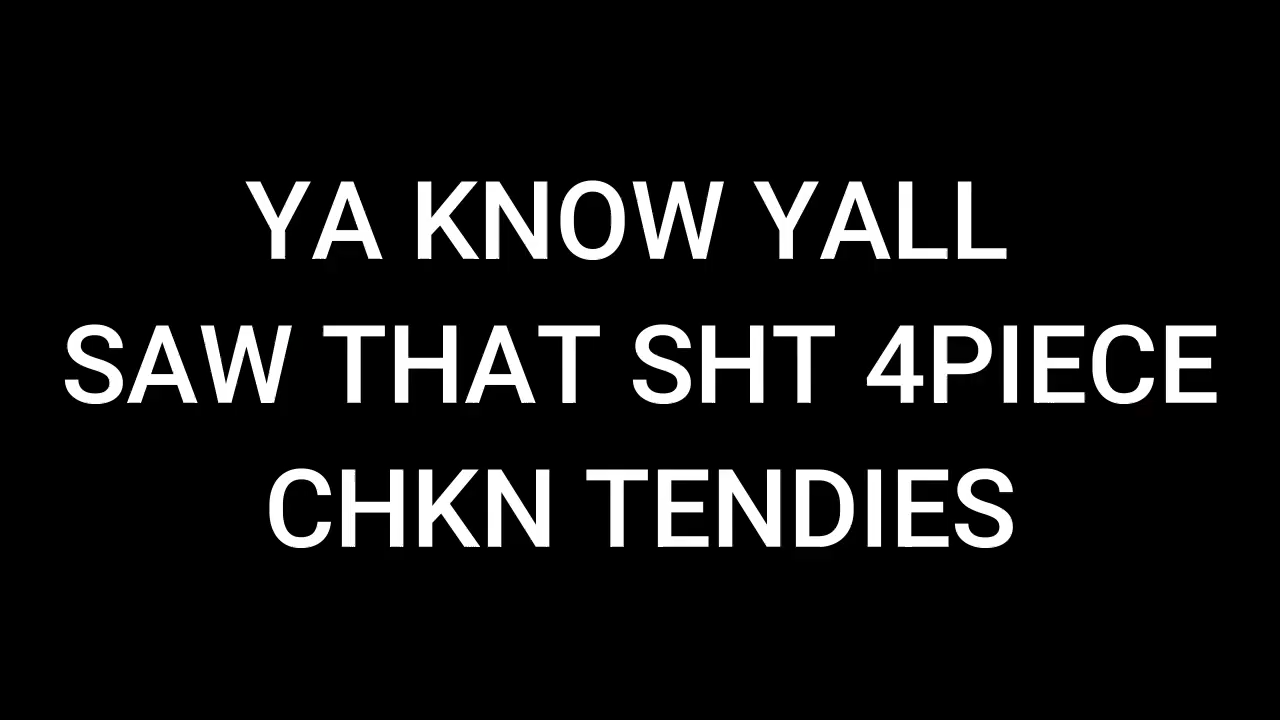 YA KNOW YALL
SAW THAT SHT 4PIECE
CHKN TENDIES